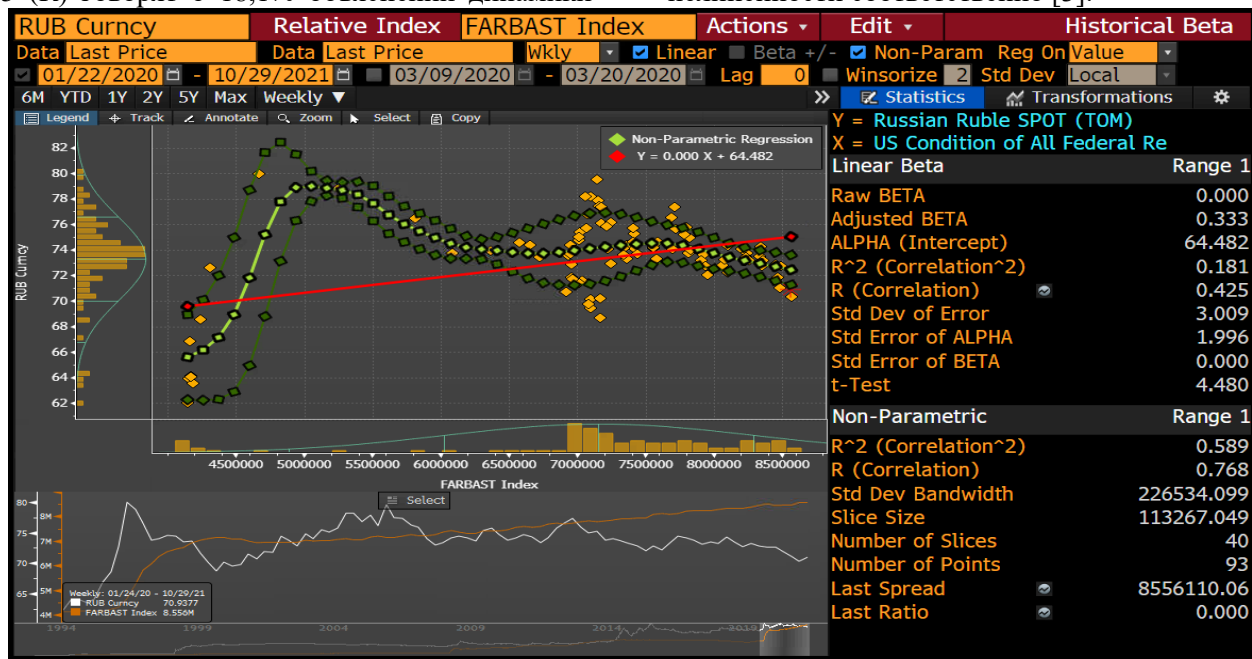 RUB Curncy Relative Index FARBAST Index Actions Edit Historical Beta
Data Last Price Data Last Price Wkly Linear Beta +/- Non-Param Reg On Value
01/22/2020 - 10/29/2021 03/09/2020 - 03/20/2020 Lag 0 Winsorize 2 Std Dev Local
6M YTD 1Y 2Y 5Y Max Weekly ▼ » Statistics Transformations
Legend Track Annotate Zoom Select Copy
Non-Parametric Regression
Y = 0.000 X + 64.482
82
80
78
76
74
72
70
68
66
64
62
RUB Curncy
4500000 5000000 5500000 6000000 6500000 7000000 7500000 8000000 8500000
FARBAST Index
Select
80
75
70
65
8M
7M
6M
5M
4M
Weekly: 01/24/20 - 10/29/21
RUB Curncy 70.9377
FARBAST Index 8.556M
1994 1999 2004 2009 2014 2019
Y = Russian Ruble SPOT (TOM)
X = US Condition of All Federal Re
Linear Beta Range 1
Raw BETA 0.000
Adjusted BETA 0.333
ALPHA (Intercept) 64.482
R^2 (Correlation^2) 0.181
R (Correlation) 0.425
Std Dev of Error 3.009
Std Error of ALPHA 1.996
Std Error of BETA 0.000
t-Test 4.480
Non-Parametric Range 1
R^2 (Correlation^2) 0.589
R (Correlation) 0.768
Std Dev Bandwidth 226534.099
Slice Size 113267.049
Number of Slices 40
Number of Points 93
Last Spread 8556110.06
Last Ratio 0.000